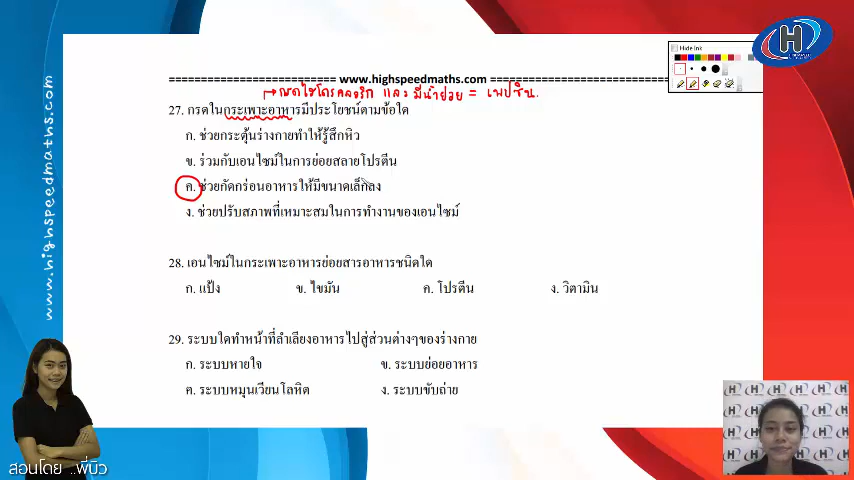 Hide Ink
H
================================ www.highspeedmaths.com ================================
→ กรดไฮโดรคลอริก และ มีน้ำย่อย = เพปซิน.
27. กรดในกระเพาะอาหารมีประโยชน์ตามข้อใด
ก. ช่วยกระตุ้นร่างกายทำให้รู้สึกหิว
ข. ร่วมกับเอนไซม์ในการย่อยสลายโปรตีน
ค. ช่วยกัดกร่อนอาหารให้มีขนาดเล็กลง
ง. ช่วยปรับสภาพที่เหมาะสมในการทำงานของเอนไซม์
28. เอนไซม์ในกระเพาะอาหารย่อยสารอาหารชนิดใด
ก. แป้ง ข. ไขมัน ค. โปรตีน ง. วิตามิน
29. ระบบใดทำหน้าที่ลำเลียงอาหารไปสู่ส่วนต่างๆของร่างกาย
ก. ระบบหายใจ ข. ระบบย่อยอาหาร
ค. ระบบหมุนเวียนโลหิต ง. ระบบขับถ่าย
www.highspeedmaths.com
สอนโดย ..พี่บิว